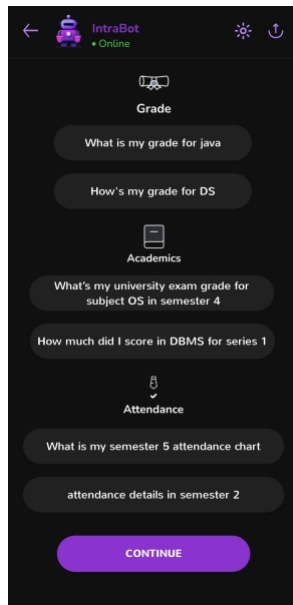 IntraBot
• Online
Grade
What is my grade for java
How's my grade for DS
Academics
What's my university exam grade for
subject OS in semester 4
How much did I score in DBMS for series 1
Attendance
What is my semester 5 attendance chart
attendance details in semester 2
CONTINUE